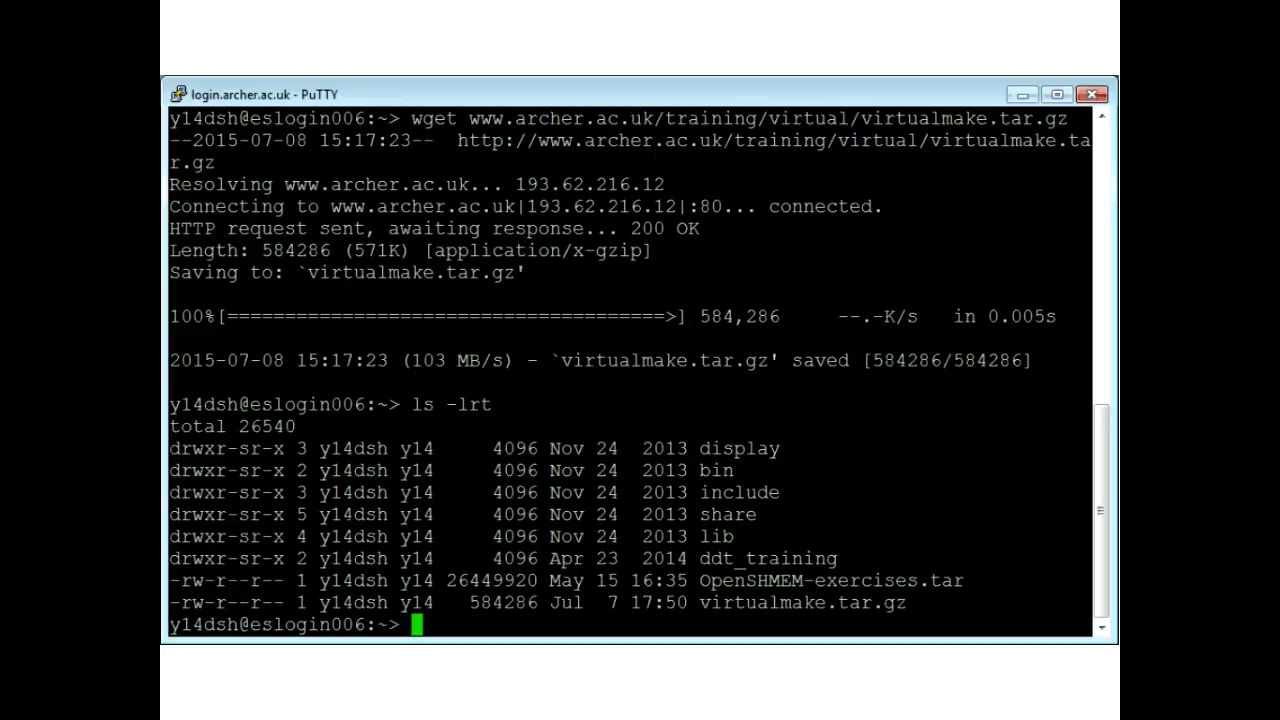 login.archer.ac.uk - PuTTY
y14dsh@eslogin006:~> wget www.archer.ac.uk/training/virtual/virtualmake.tar.gz
--2015-07-08 15:17:23--  http://www.archer.ac.uk/training/virtual/virtualmake.ta
r.gz
Resolving www.archer.ac.uk... 193.62.216.12
Connecting to www.archer.ac.uk|193.62.216.12|:80... connected.
HTTP request sent, awaiting response... 200 OK
Length: 584286 (571K) [application/x-gzip]
Saving to: `virtualmake.tar.gz'
100%[======================================>] 584,286     --.-K/s   in 0.005s
2015-07-08 15:17:23 (103 MB/s) - `virtualmake.tar.gz' saved [584286/584286]
y14dsh@eslogin006:~> ls -lrt
total 26540
drwxr-sr-x 3 y14dsh y14     4096 Nov 24  2013 display
drwxr-sr-x 2 y14dsh y14     4096 Nov 24  2013 bin
drwxr-sr-x 3 y14dsh y14     4096 Nov 24  2013 include
drwxr-sr-x 5 y14dsh y14     4096 Nov 24  2013 share
drwxr-sr-x 4 y14dsh y14     4096 Nov 24  2013 lib
drwxr-sr-x 2 y14dsh y14     4096 Apr 23  2014 ddt_training
-rw-r--r-- 1 y14dsh y14 26449920 May 15 16:35 OpenSHMEM-exercises.tar
-rw-r--r-- 1 y14dsh y14   584286 Jul  7 17:50 virtualmake.tar.gz
y14dsh@eslogin006:~>